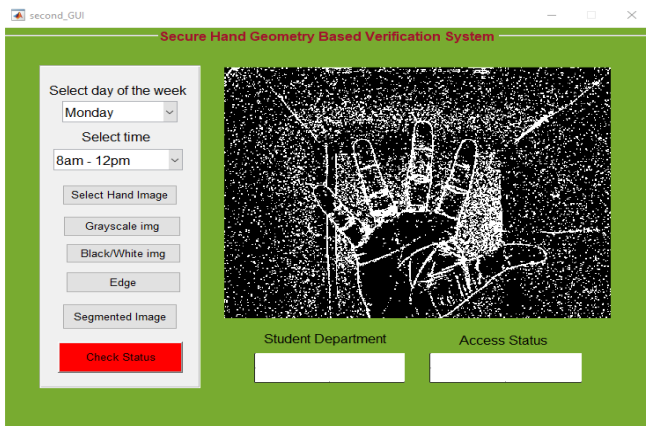 second_GUI
Secure Hand Geometry Based Verification System
Select day of the week
Monday
Select time
8am - 12pm
Select Hand Image
Grayscale img
Black/White img
Edge
Segmented Image
Check Status
Student Department
Access Status